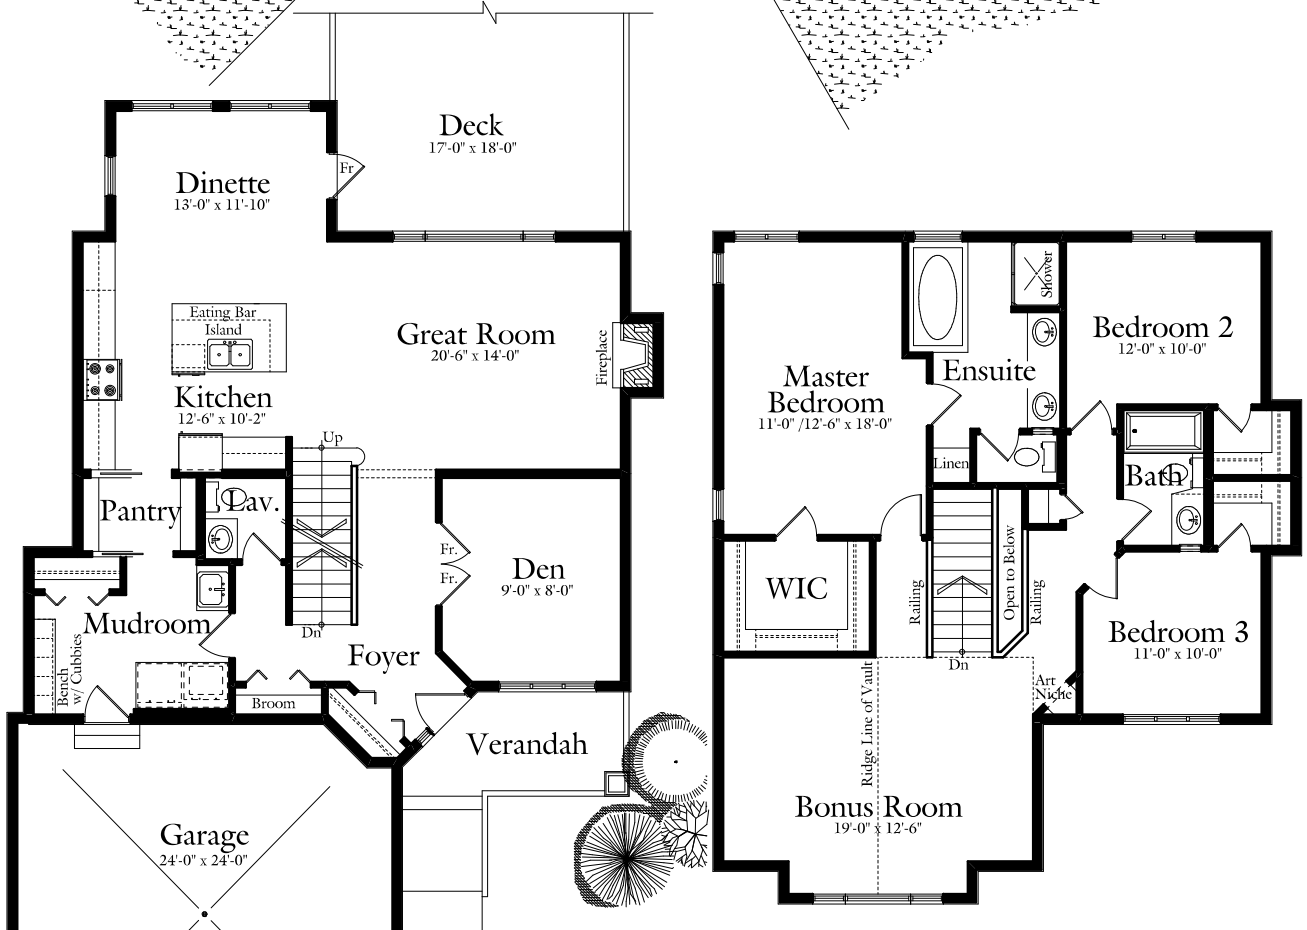 Deck
17'-0" x 18'-0"
Fr
Dinette
13'-0" x 11'-10"
Eating Bar
Island
Great Room
20'-6" x 14'-0"
Fireplace
Kitchen
12'-6" x 10'-2"
Up
Pantry
Lav.
Fr.
Fr.
Den
9'-0" x 8'-0"
Mudroom
Dn
Foyer
Bench
w/ Cubbies
Broom
Verandah
Garage
24'-0" x 24'-0"
Shower
Bedroom 2
12'-0" x 10'-0"
Ensuite
Master
Bedroom
11'-0" /12'-6" x 18'-0"
Linen
Bath
WIC
Railing
Open to Below
Railing
Bedroom 3
11'-0" x 10'-0"
Dn
Art
Niche
Ridge Line of Vault
Bonus Room
19'-0" x 12'-6"